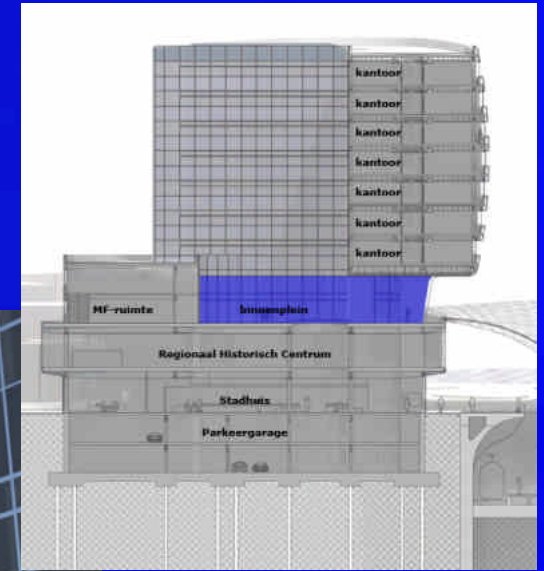 kantoor
kantoor
kantoor
kantoor
kantoor
kantoor
kantoor
MF-ruimte
binnenplein
Regionaal Historisch Centrum
Stadhuis
Parkeergarage